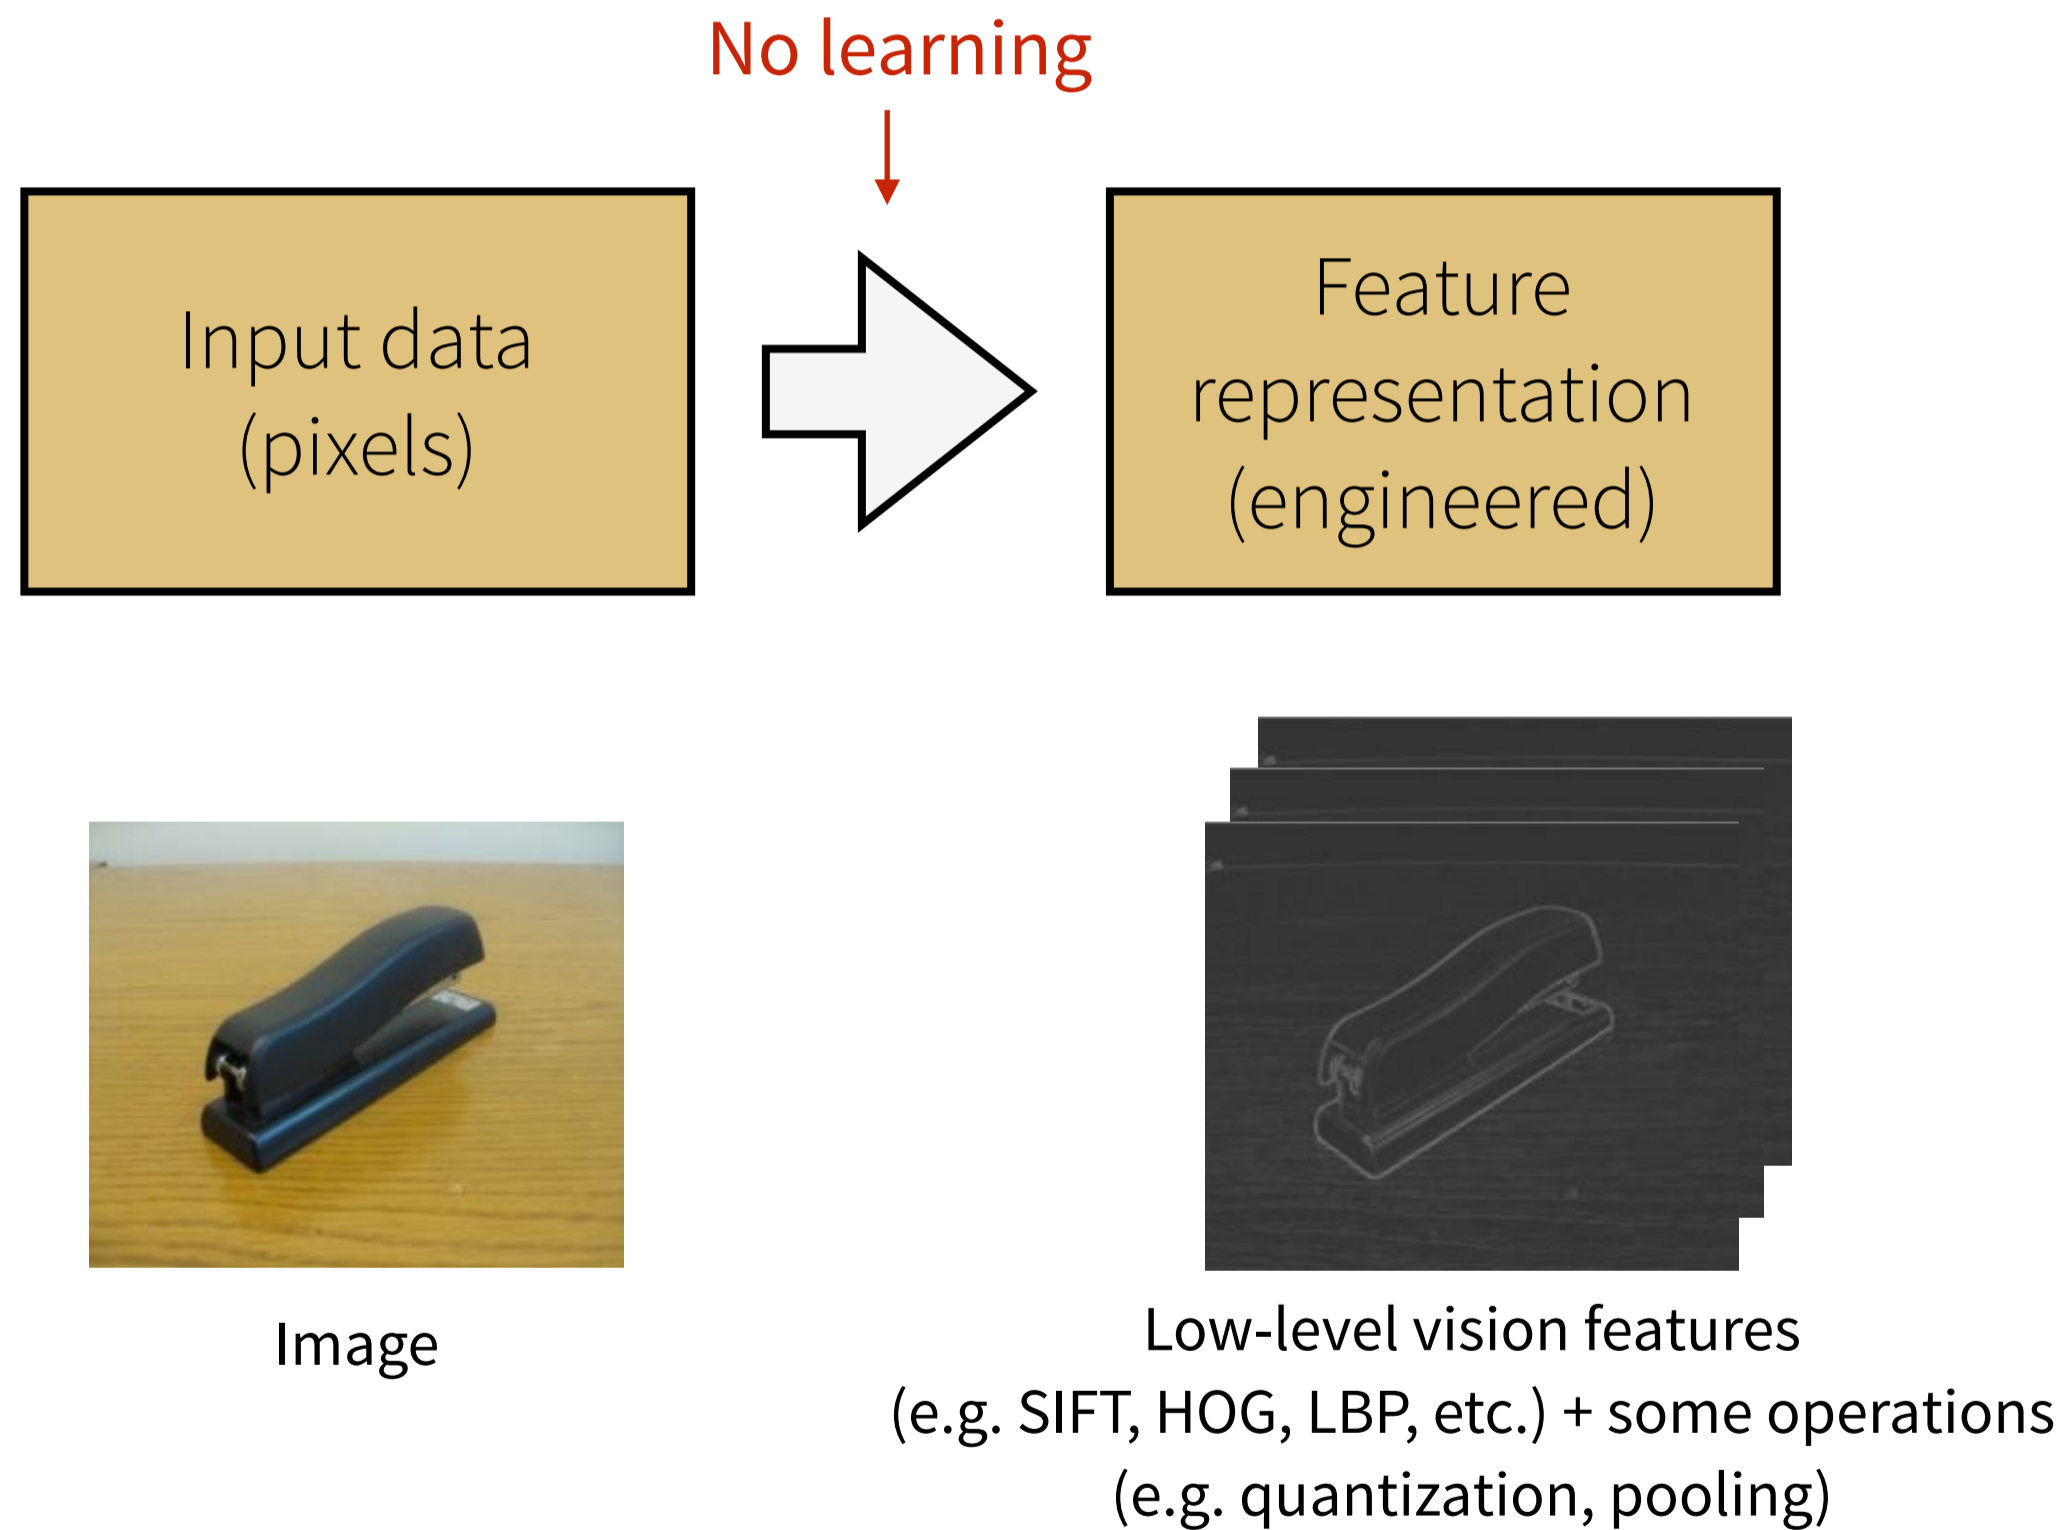 No learning
Input data
(pixels)
Feature
representation
(engineered)
Image
Low-level vision features
(e.g. SIFT, HOG, LBP, etc.) + some operations
(e.g. quantization, pooling)